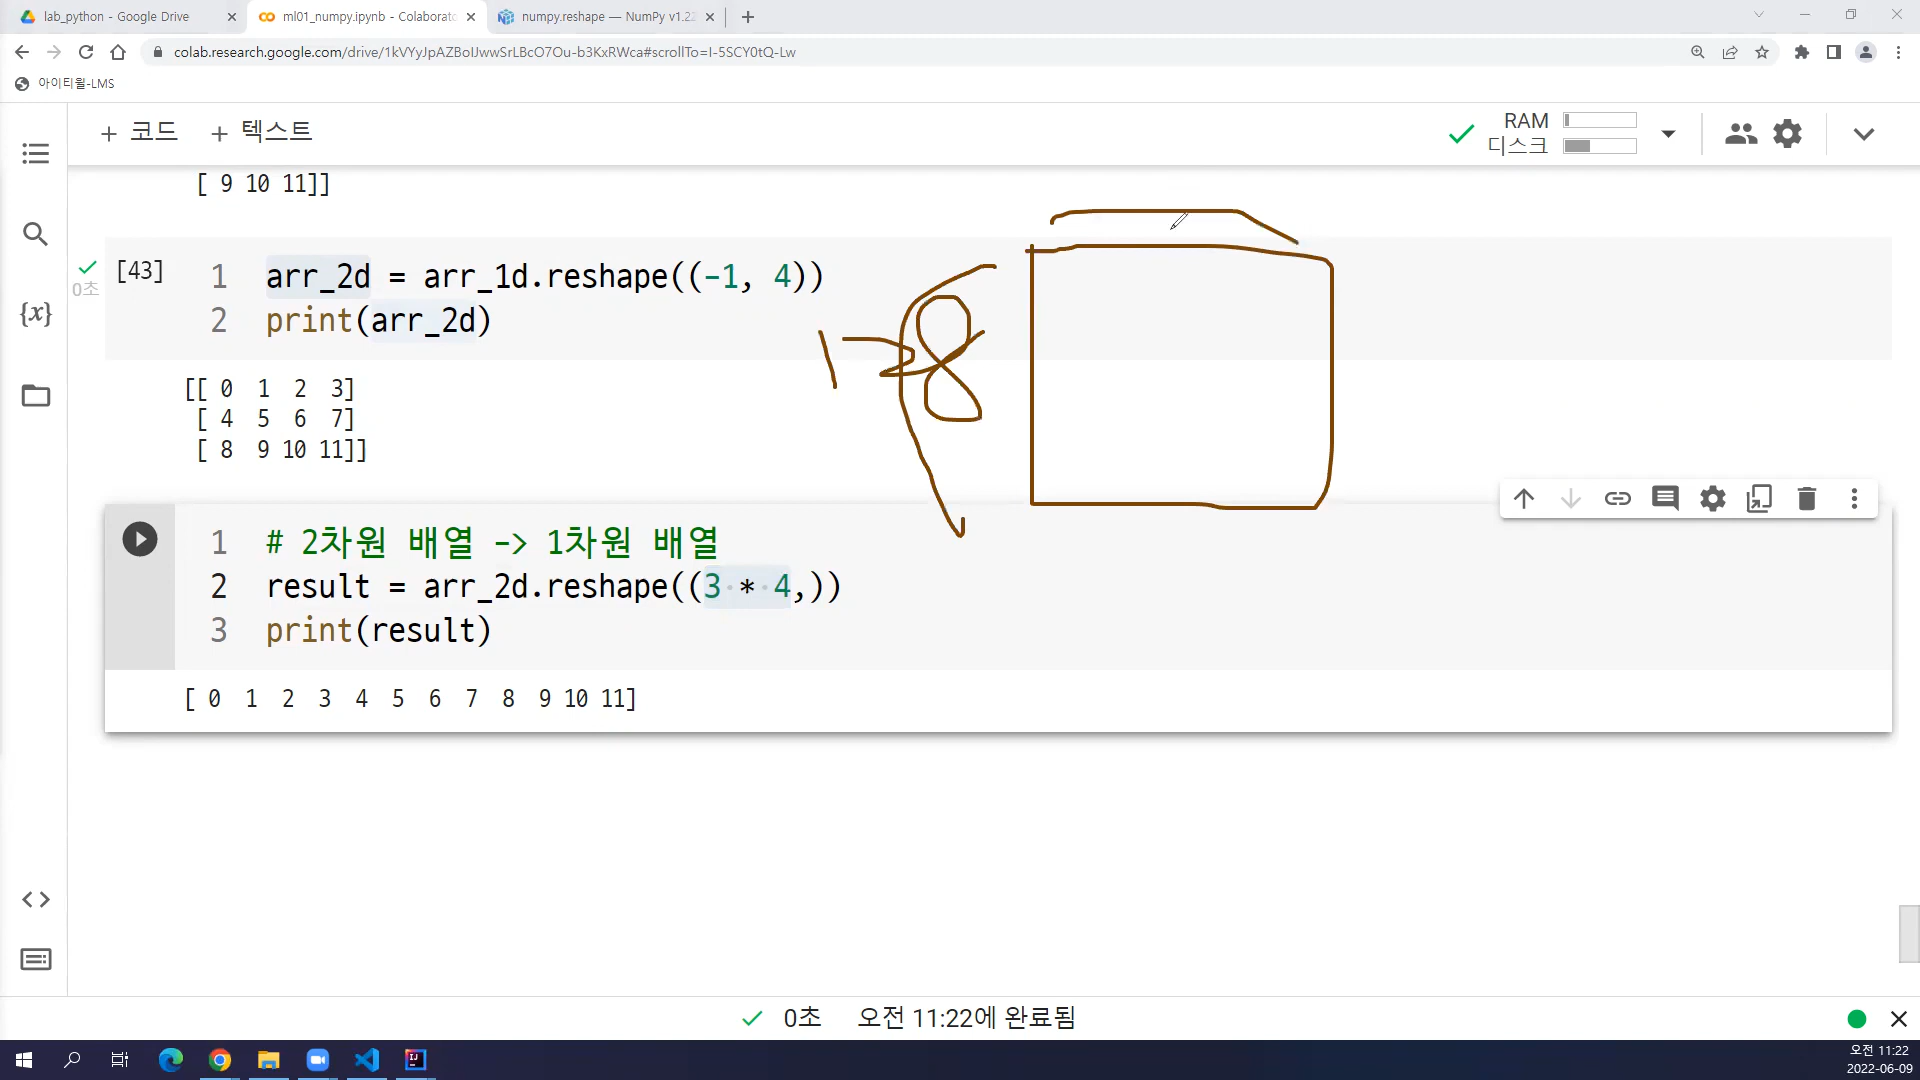 lab_python - Google Drive
ml01_numpy.ipynb - Colaborato
numpy.reshape — NumPy v1.22
colab.research.google.com/drive/1kVYyJpAZBoIJwwSrLBcO7Ou-b3KxRWca#scrollTo=I-5SCY0tQ-Lw
아이티윌-LMS
+ 코드 + 텍스트
RAM
디스크
[ 9 10 11]]
[43]
0초
1 arr_2d = arr_1d.reshape((-1, 4))
2 print(arr_2d)
128
[[ 0 1 2 3]
[ 4 5 6 7]
[ 8 9 10 11]]
1 # 2차원 배열 -> 1차원 배열
2 result = arr_2d.reshape((3 * 4,))
3 print(result)
[ 0 1 2 3 4 5 6 7 8 9 10 11]
{x}
0초 오전 11:22에 완료됨
오전 11:22
2022-06-09